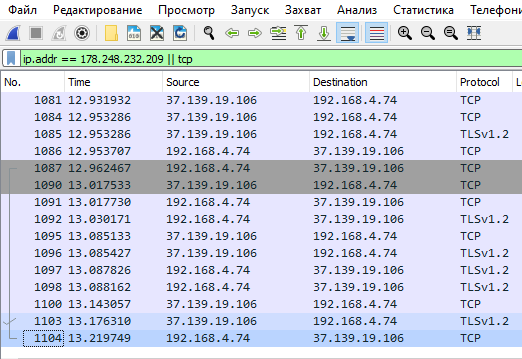 Файл Редактирование Просмотр Запуск Захват Анализ Статистика Телефони
ip.addr == 178.248.232.209 || tcp
No. Time Source Destination Protocol
1081 12.931932 37.139.19.106 192.168.4.74 TCP
1084 12.953286 37.139.19.106 192.168.4.74 TCP
1085 12.953286 37.139.19.106 192.168.4.74 TLSv1.2
1086 12.953707 192.168.4.74 37.139.19.106 TCP
1087 12.962467 192.168.4.74 37.139.19.106 TCP
1090 13.017533 37.139.19.106 192.168.4.74 TCP
1091 13.017730 192.168.4.74 37.139.19.106 TCP
1092 13.030171 192.168.4.74 37.139.19.106 TLSv1.2
1095 13.085133 37.139.19.106 192.168.4.74 TCP
1096 13.085427 37.139.19.106 192.168.4.74 TLSv1.2
1097 13.087826 192.168.4.74 37.139.19.106 TLSv1.2
1098 13.088162 192.168.4.74 37.139.19.106 TLSv1.2
1100 13.143057 37.139.19.106 192.168.4.74 TCP
1103 13.176310 37.139.19.106 192.168.4.74 TLSv1.2
1104 13.219749 192.168.4.74 37.139.19.106 TCP